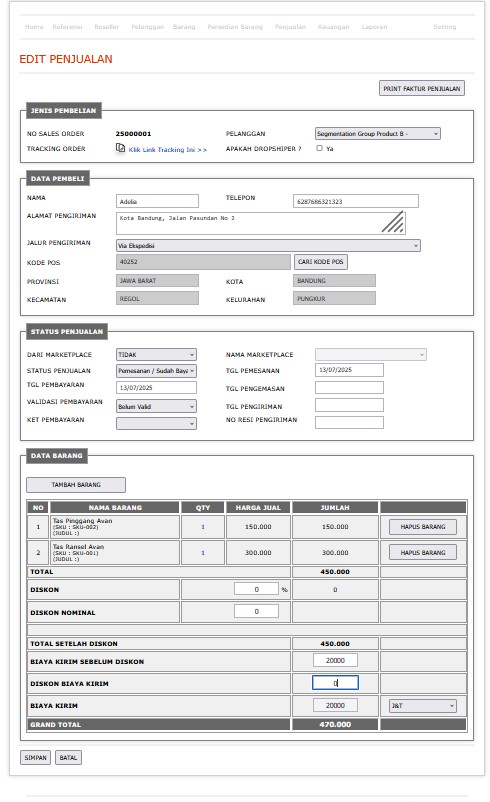 Home Referensi Reseller Pelanggan Barang Persedian Barang Penjualan Keuangan Laporan Setting
EDIT PENJUALAN
PRINT FAKTUR PENJUALAN
JENIS PEMBELIAN
NO SALES ORDER 25000001 PELANGGAN Segmentation Group Product B -
TRACKING ORDER Klik Link Tracking Ini >> APAKAH DROPSHIPER ? Ya
DATA PEMBELI
NAMA Adelia TELEPON 6287686321323
ALAMAT PENGIRIMAN Kota Bandung, Jalan Pasundan No 2
JALUR PENGIRIMAN Via Ekspedisi
KODE POS 40252 CARI KODE POS
PROVINSI JAWA BARAT KOTA BANDUNG
KECAMATAN REGOL KELURAHAN PUNGKUR
STATUS PENJUALAN
DARI MARKETPLACE TIDAK NAMA MARKETPLACE
STATUS PENJUALAN Pemesanan / Sudah Baya TGL PEMESANAN 13/07/2025
TGL PEMBAYARAN 13/07/2025 TGL PENGEMASAN
VALIDASI PEMBAYARAN Belum Valid TGL PENGIRIMAN
KET PEMBAYARAN NO RESI PENGIRIMAN
DATA BARANG
TAMBAH BARANG
NO NAMA BARANG QTY HARGA JUAL JUMLAH
1 Tas Pinggang Avan 1 150.000 150.000 HAPUS BARANG
(SKU : SKU-002)
(JUDUL :)
2 Tas Ransel Avan 1 300.000 300.000 HAPUS BARANG
(SKU : SKU-001)
(JUDUL :)
TOTAL 450.000
DISKON 0 % 0
DISKON NOMINAL 0
TOTAL SETELAH DISKON 450.000
BIAYA KIRIM SEBELUM DISKON 20000
DISKON BIAYA KIRIM 0
BIAYA KIRIM 20000 J&T
GRAND TOTAL 470.000
SIMPAN BATAL